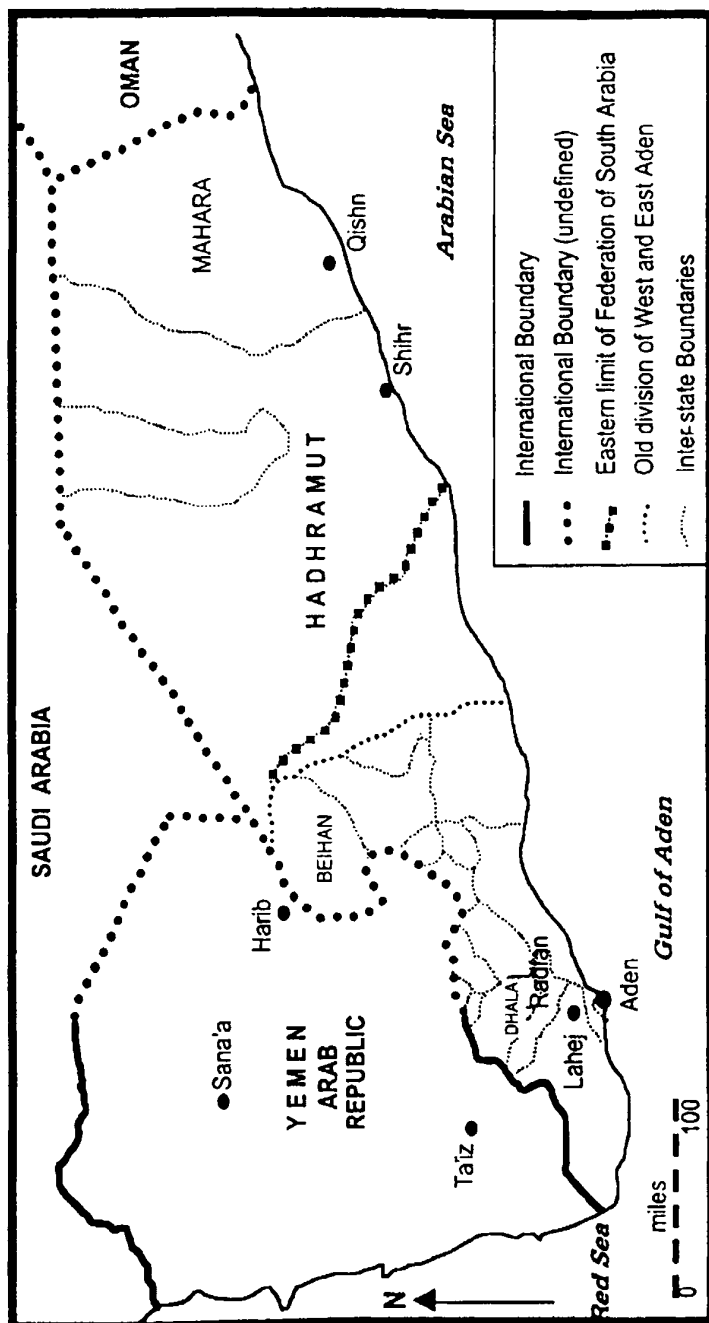 SAUDI ARABIA
OMAN
MAHARA
Qishn
Arabian Sea
Shihr
HADHRAMUT
Harib
BEIHAN
Sana'a
YEMEN
ARAB
REPUBLIC
Ta'iz
DHALA
Radfan
Lahej
Aden
Gulf of Aden
Red Sea
N
miles
0
100
International Boundary
International Boundary (undefined)
Eastern limit of Federation of South Arabia
Old division of West and East Aden
Inter-state Boundaries